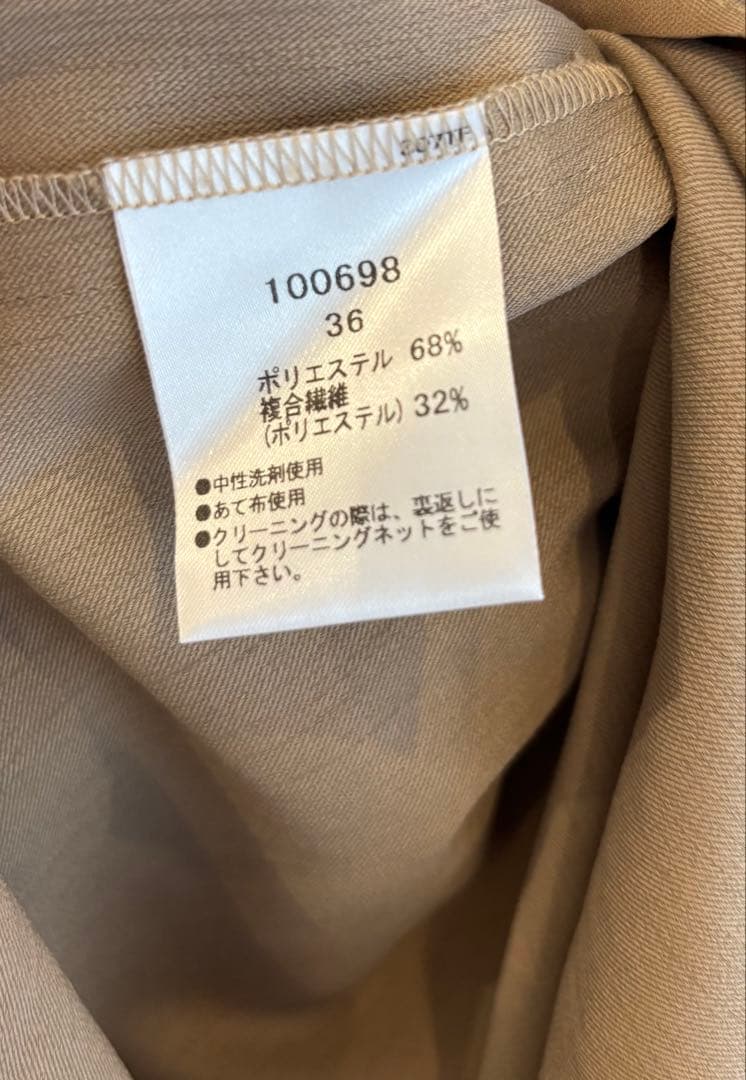 100698
36
ポリエステル 68%
複合繊維
(ポリエステル) 32%
●中性洗剤使用
●あて布使用
●クリーニングの際は、裏返しに
してクリーニングネットをご使
用下さい。